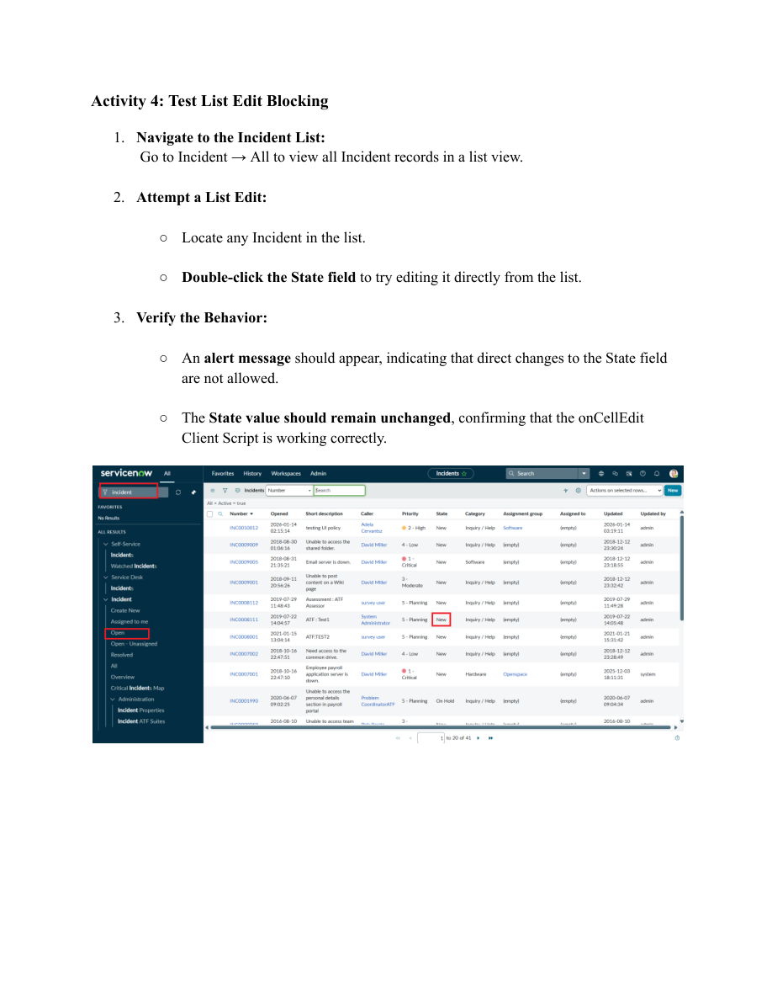 Activity 4: Test List Edit Blocking
1. Navigate to the Incident List:
Go to Incident → All to view all Incident records in a list view.
2. Attempt a List Edit:
○ Locate any Incident in the list.
○ Double-click the State field to try editing it directly from the list.
3. Verify the Behavior:
○ An alert message should appear, indicating that direct changes to the State field
are not allowed.
○ The State value should remain unchanged, confirming that the onCellEdit
Client Script is working correctly.
servicenow All Favorites History Workspaces Admin Incidents Search
incident
Incidents Number Search Actions on selected rows... New
FAVORITES
No Results
ALL RESULTS
Self-Service
Incidents
Watched Incidents
Service Desk
Incidents
Incident
Create New
Assigned to me
Open
Open - Unassigned
Resolved
All
Overview
Critical Incidents Map
Administration
Incident Properties
Incident ATF Suites
All > Active = true
Number Opened Short description Caller Priority State Category Assignment group Assigned to Updated Updated by
INC0010012 2026-01-14 02:15:14 testing UI policy Adela Cervantsz 2 - High New Inquiry / Help Software (empty) 2026-01-14 03:19:11 admin
INC0009009 2018-08-30 01:06:16 Unable to access the shared folder. David Miller 4 - Low New Inquiry / Help (empty) (empty) 2018-12-12 23:30:24 admin
INC0009005 2018-08-31 21:35:21 Email server is down. David Miller 1 - Critical New Software (empty) (empty) 2018-12-12 23:18:55 admin
INC0009001 2018-09-11 20:56:26 Unable to post content on a Wiki page David Miller 3 - Moderate New Inquiry / Help (empty) (empty) 2018-12-12 23:32:42 admin
INC0008112 2019-07-29 11:48:43 Assessment : ATF Assessor survey user 5 - Planning New Inquiry / Help (empty) (empty) 2019-07-29 11:49:28 admin
INC0008111 2019-07-22 14:04:57 ATF : Test1 System Administrator 5 - Planning New Inquiry / Help (empty) (empty) 2019-07-22 14:05:48 admin
INC0008001 2021-01-15 13:04:14 ATF:TEST2 survey user 5 - Planning New Inquiry / Help (empty) (empty) 2021-01-21 15:31:42 admin
INC0007002 2018-10-16 22:47:51 Need access to the common drive. David Miller 4 - Low New Inquiry / Help (empty) (empty) 2018-12-12 23:28:49 admin
INC0007001 2018-10-16 22:47:10 Employee payroll application server is down. David Miller 1 - Critical New Hardware Openspace (empty) 2025-12-03 18:11:31 system
INC0001990 2020-06-07 09:02:25 Unable to access the personal details section in payroll portal Problem CoordinatorATF 5 - Planning On Hold Inquiry / Help (empty) (empty) 2020-06-07 09:04:34 admin
2016-08-10 Unable to access team 3 - 2016-08-10
1 to 20 of 41